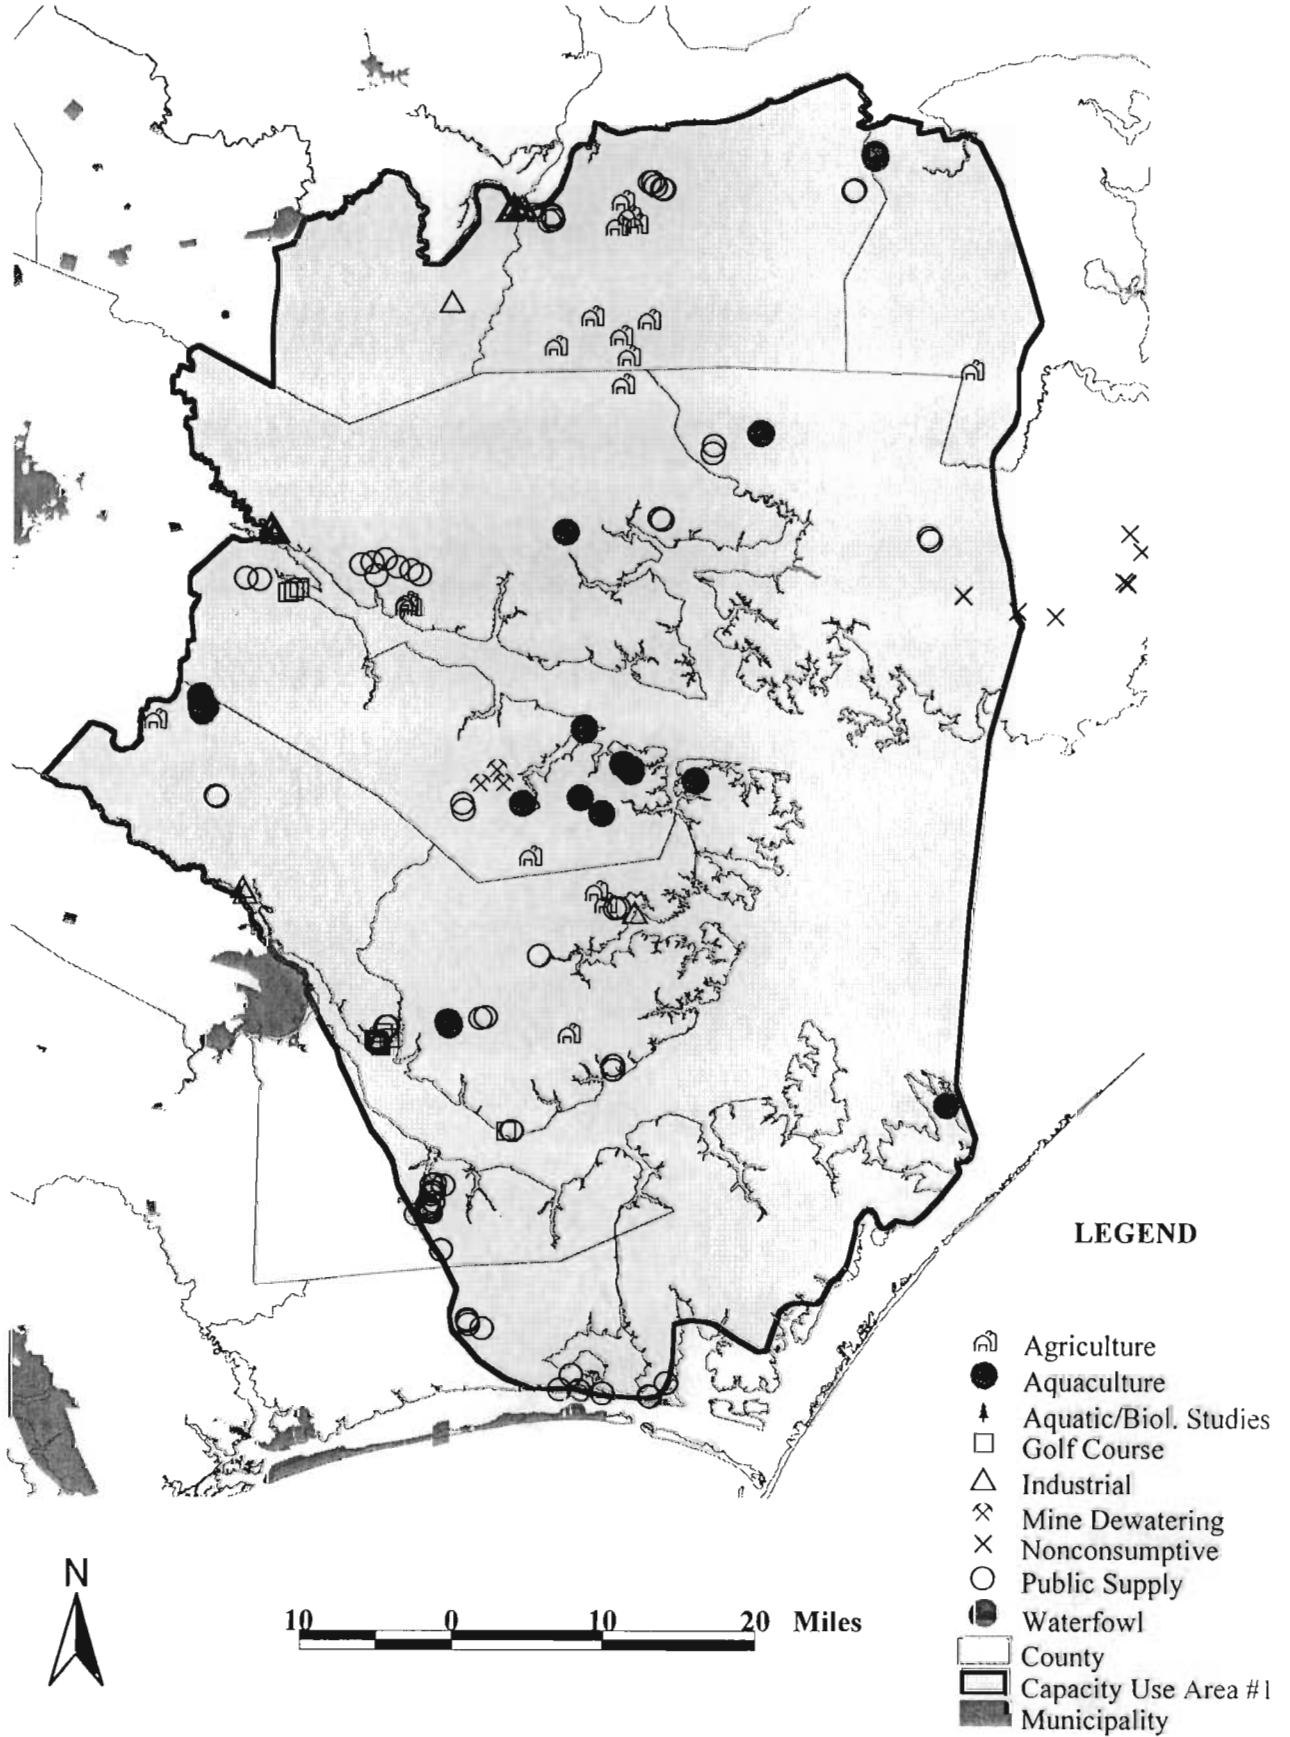 LEGEND
Agriculture
Aquaculture
Aquatic/Biol. Studies
Golf Course
Industrial
Mine Dewatering
Nonconsumptive
Public Supply
Waterfowl
County
Capacity Use Area #1
Municipality
N
10 0 10 20 Miles